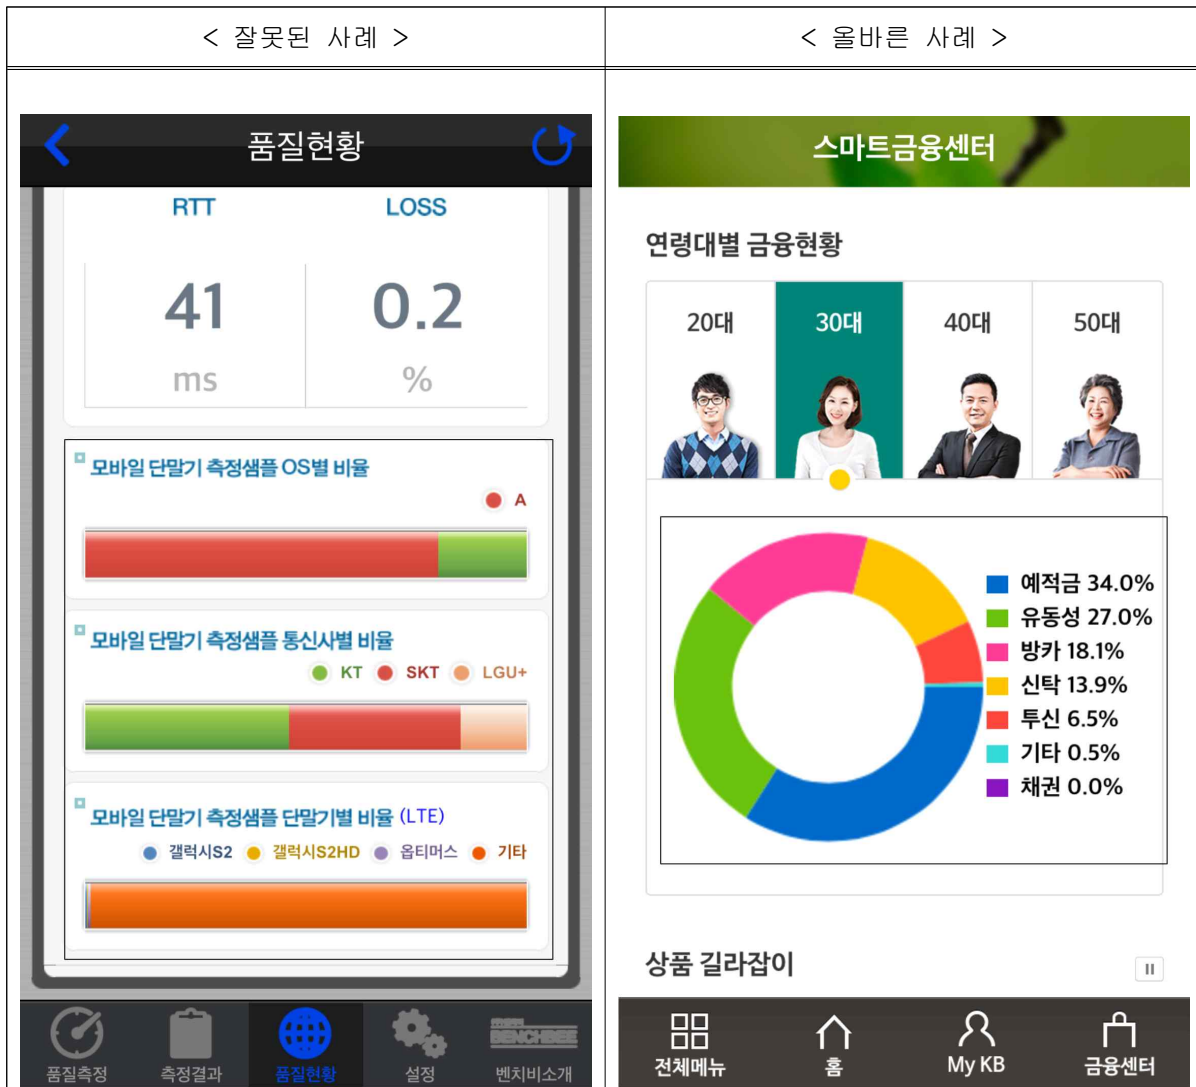 < 잘못된 사례 >
< 올바른 사례 >
품질현황
RTT LOSS
41 0.2
ms %
모바일 단말기 측정샘플 OS별 비율
A
모바일 단말기 측정샘플 통신사별 비율
KT SKT LGU+
모바일 단말기 측정샘플 단말기별 비율 (LTE)
갤럭시S2 갤럭시S2HD 옵티머스 기타
BENCHBEE
품질측정 측정결과 품질현황 설정 벤치비소개
스마트금융센터
연령대별 금융현황
20대 30대 40대 50대
예적금 34.0%
유동성 27.0%
방카 18.1%
신탁 13.9%
투신 6.5%
기타 0.5%
채권 0.0%
상품 길라잡이
전체메뉴 홈 My KB 금융센터